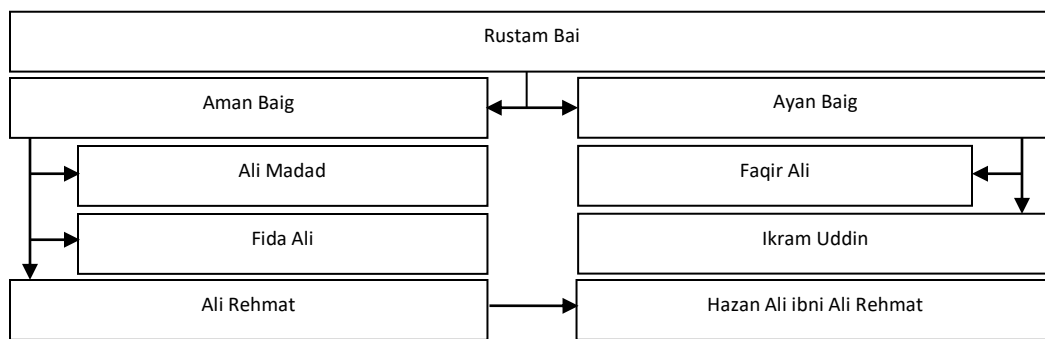 Rustam Bai
Aman Baig
Ayan Baig
Ali Madad
Faqir Ali
Fida Ali
Ikram Uddin
Ali Rehmat
Hazan Ali ibni Ali Rehmat